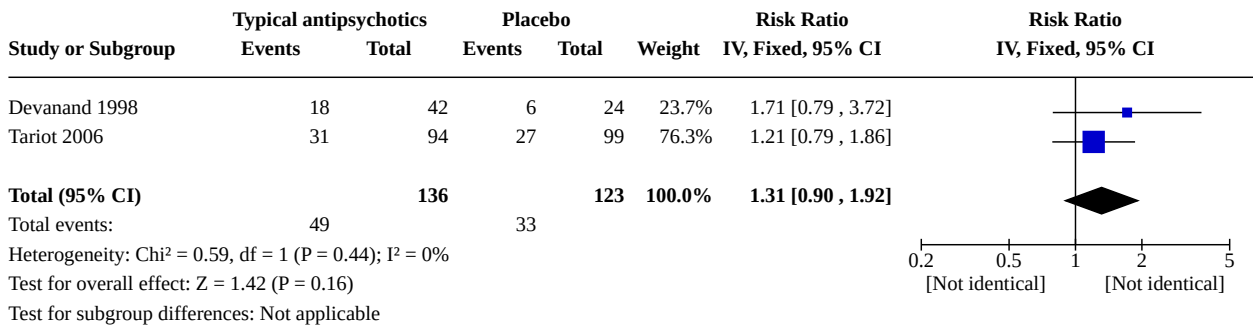 Typical antipsychotics Placebo Risk Ratio Risk Ratio
Study or Subgroup Events Total Events Total Weight IV, Fixed, 95% CI IV, Fixed, 95% CI
Devanand 1998 18 42 6 24 23.7% 1.71 [0.79 , 3.72]
Tariot 2006 31 94 27 99 76.3% 1.21 [0.79 , 1.86]
Total (95% CI) 136 123 100.0% 1.31 [0.90 , 1.92]
Total events: 49 33
Heterogeneity: Chi² = 0.59, df = 1 (P = 0.44); I² = 0%
0.2 0.5 1 2 5
Test for overall effect: Z = 1.42 (P = 0.16) [Not identical] [Not identical]
Test for subgroup differences: Not applicable